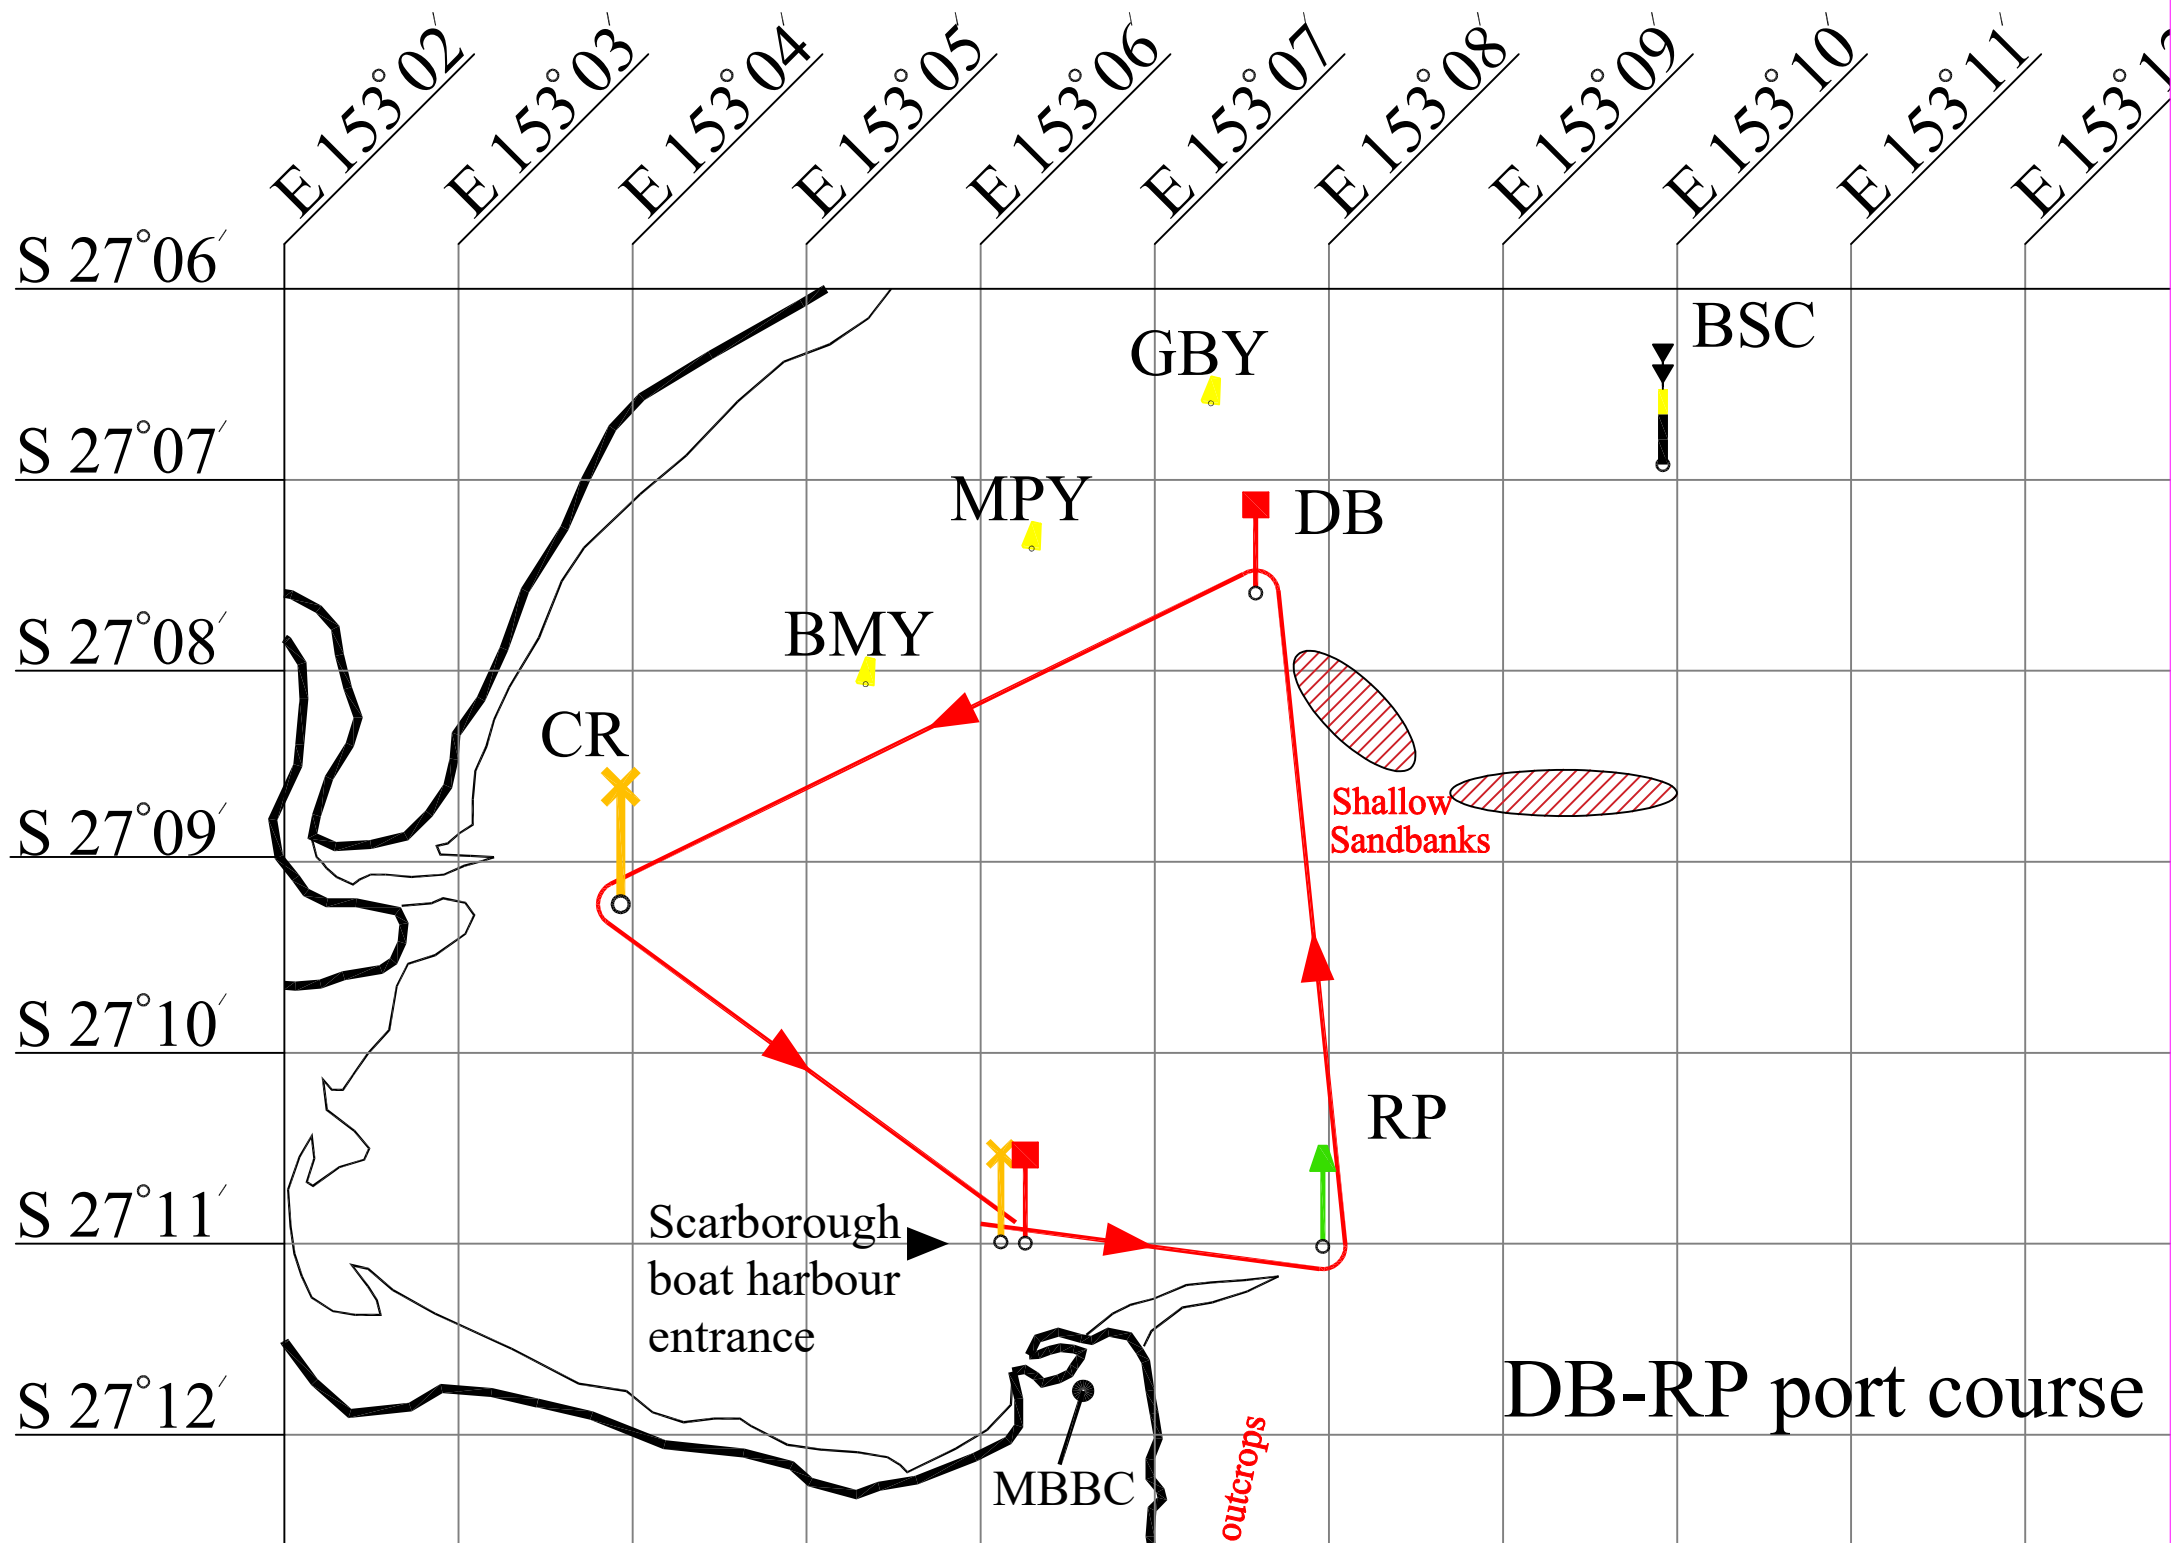 E 153°02′
E 153°03′
E 153°04′
E 153°05′
E 153°06′
E 153°07′
E 153°08′
E 153°09′
E 153°10′
E 153°11′
S 27°06′
BSC
GBY
S 27°07′
MPY
DB
S 27°08′
BMY
CR
Shallow
Sandbanks
S 27°09′
S 27°10′
RP
S 27°11′
Scarborough
boat harbour
entrance
S 27°12′
DB-RP port course
MBBC
outcrops